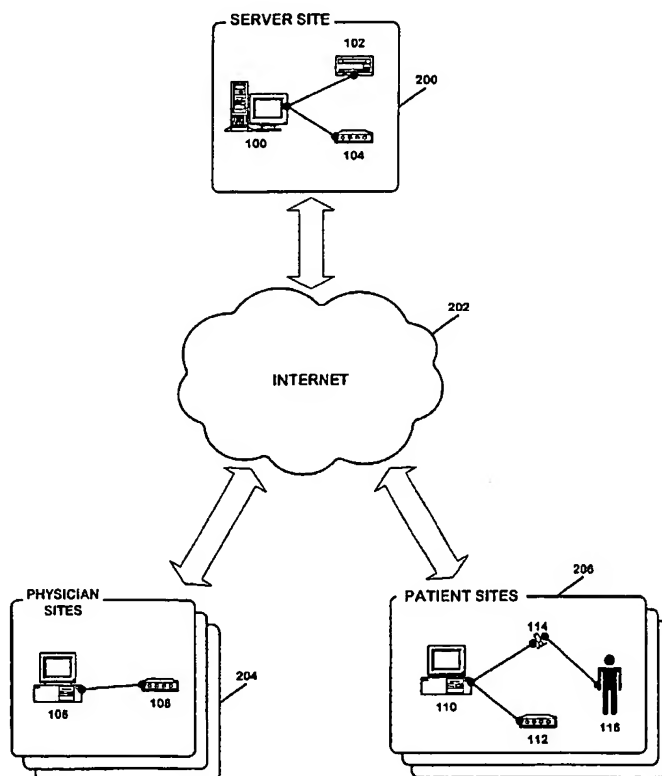 SERVER SITE
102
200
100
104
202
INTERNET
PHYSICIAN
SITES
106
108
204
PATIENT SITES
206
114
110
112
116